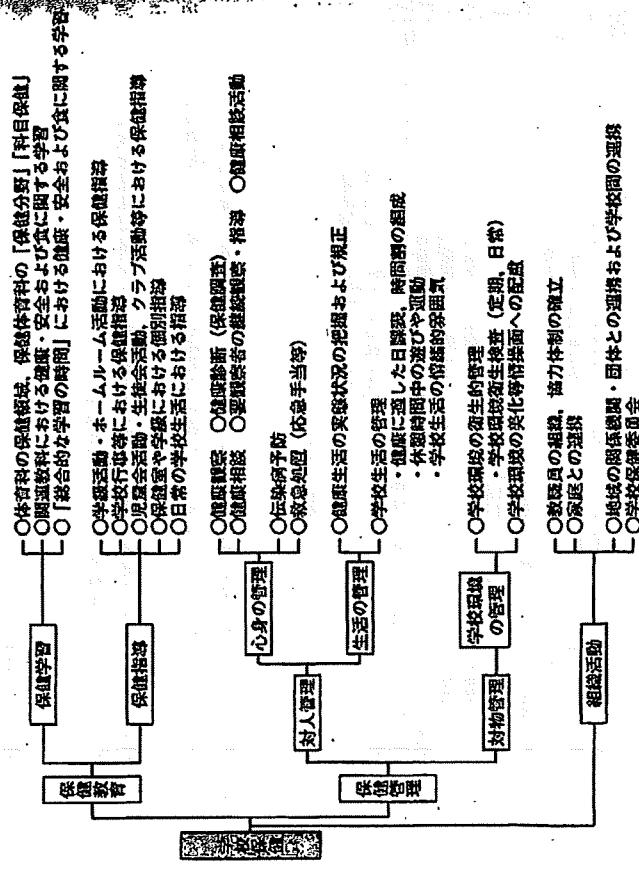 学校保健
保健教育
保健学習
○体育科の保健領域，保健体育科の「保健分野」「科目保健」
○関連教科における健康・安全および食に関する学習
○「総合的な学習の時間」における健康・安全および食に関する学習
保健指導
○学級活動・ホームルーム活動における保健指導
○学校行事等における保健指導
○児童会活動・生徒会活動，クラブ活動等における保健指導
○保健室や学級における個別指導
○日常の学校生活における指導
保健管理
対人管理
心身の管理
○健康観察　○健康診断（保健調査）
○健康相談　○要観察者の継続観察・指導　○健康相談活動
○伝染病予防
○救急処置（応急手当等）
生活の管理
○健康生活の実態状況の把握および規正
○学校生活の管理
・健康に適した日課表，時間割の組成
・休憩時間中の遊びや運動
・学校生活の情緒的雰囲気
対物管理
学校環境
の管理
○学校環境の衛生的管理
・学校環境衛生検査（定期，日常）
○学校環境の美化等情操面への配慮
組織活動
○教職員の組織，協力体制の確立
○家庭との連携
○地域の関係機関・団体との連携および学校間の連携
○学校保健委員会